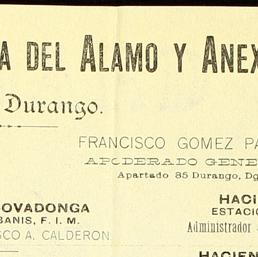 A DEL ALAMO Y ANEX
Durango.
FRANCISCO GOMEZ PA
APODERADO GENE
Apartado 85 Durango, Dg
OVADONGA
BANIS, F. I. M.
SCO A. CALDERON
HACI
ESTACIO
Administrador
HACIEN